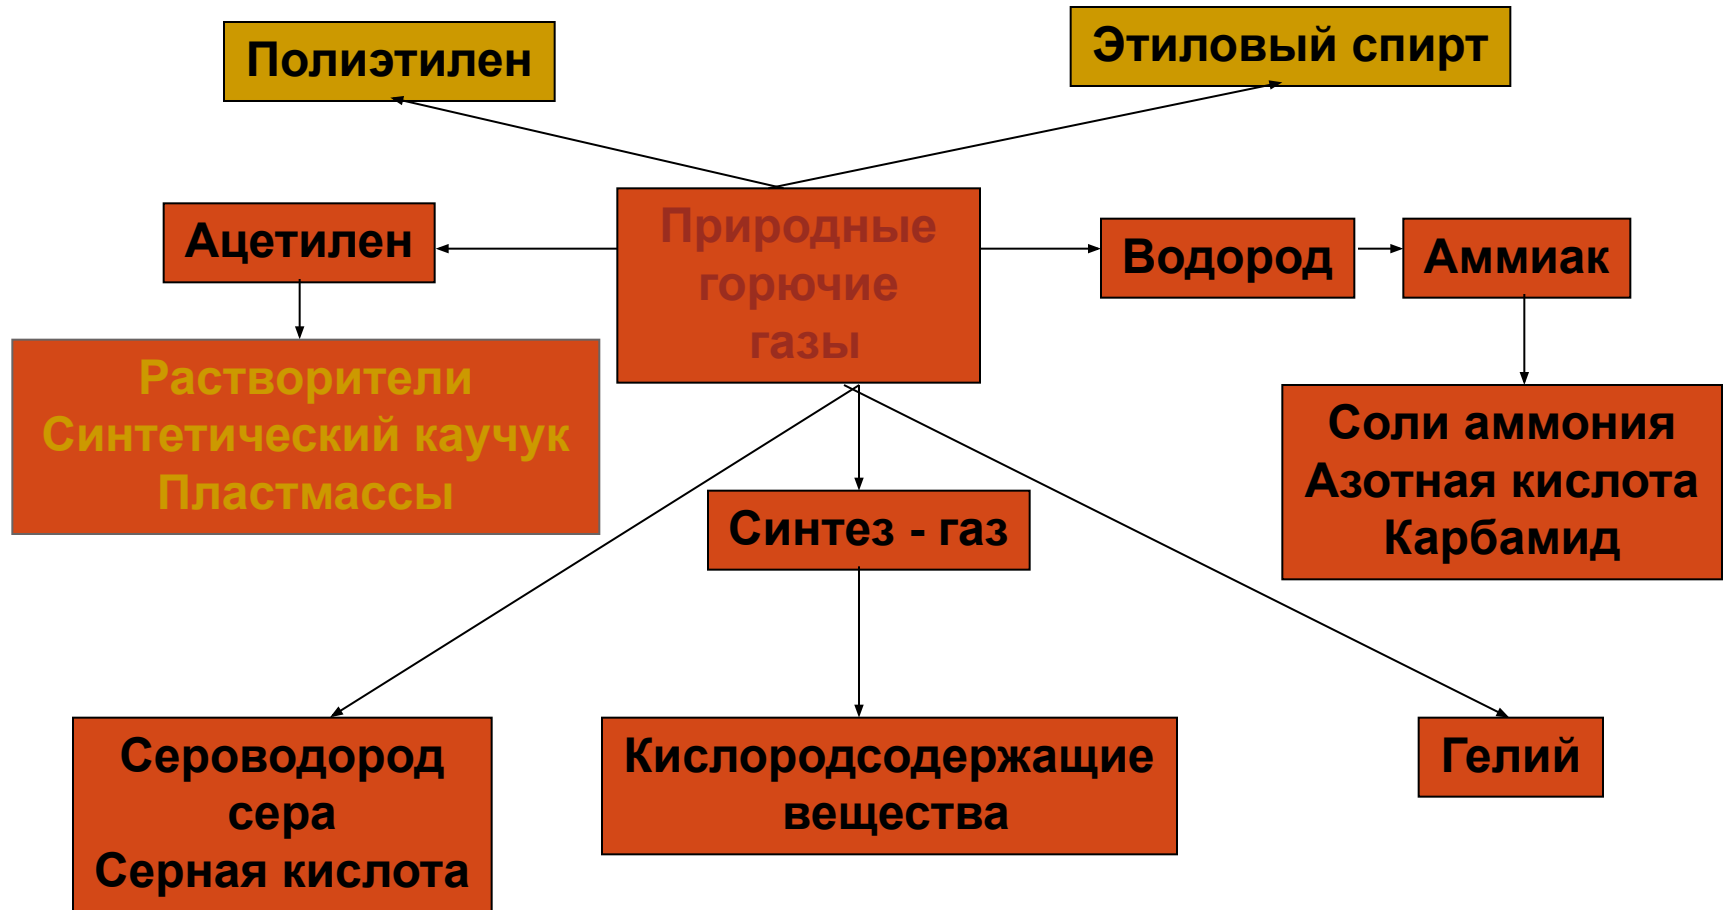 Полиэтилен
Этиловый спирт
Ацетилен
Природные
горючие
газы
Водород
Аммиак
Растворители
Синтетический каучук
Пластмассы
Соли аммония
Азотная кислота
Карбамид
Синтез - газ
Сероводород
сера
Серная кислота
Кислородсодержащие
вещества
Гелий